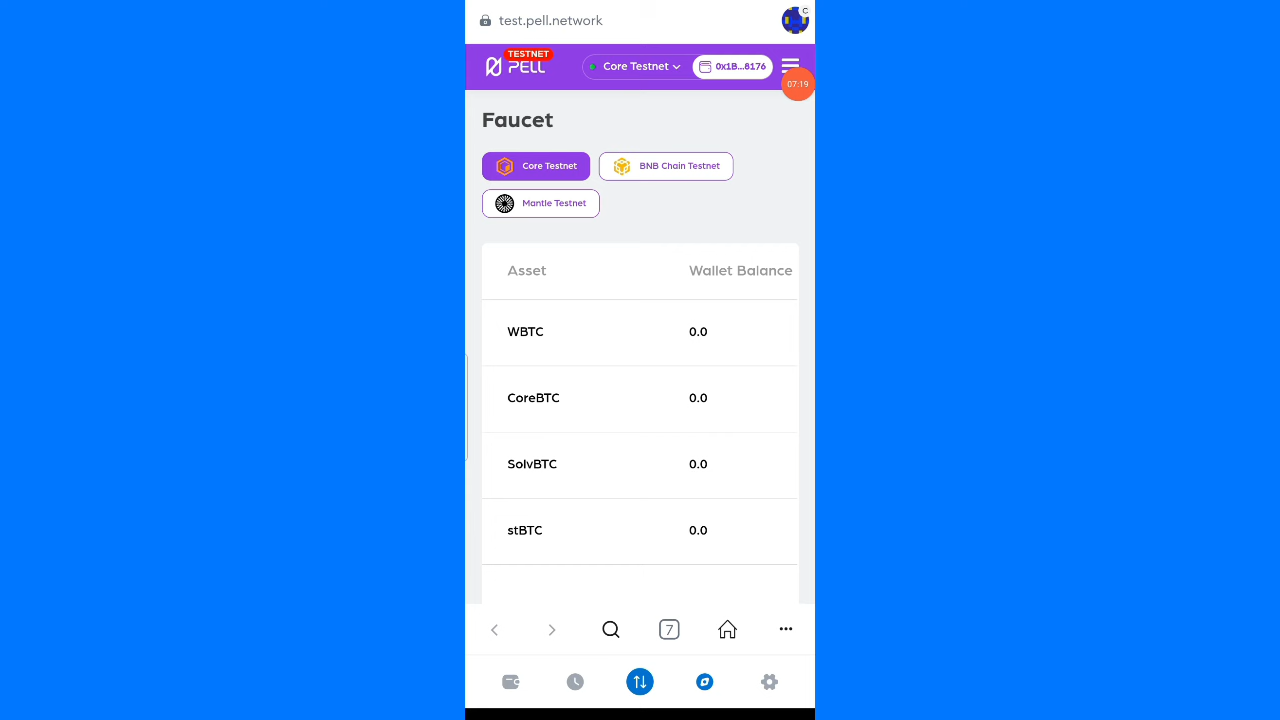 test.pell.network
C
TESTNET
PELL
Core Testnet
0x1B...8176
07:19
Faucet
Core Testnet
BNB Chain Testnet
Mantle Testnet
Asset
Wallet Balance
WBTC
0.0
CoreBTC
0.0
SolvBTC
0.0
stBTC
0.0
7